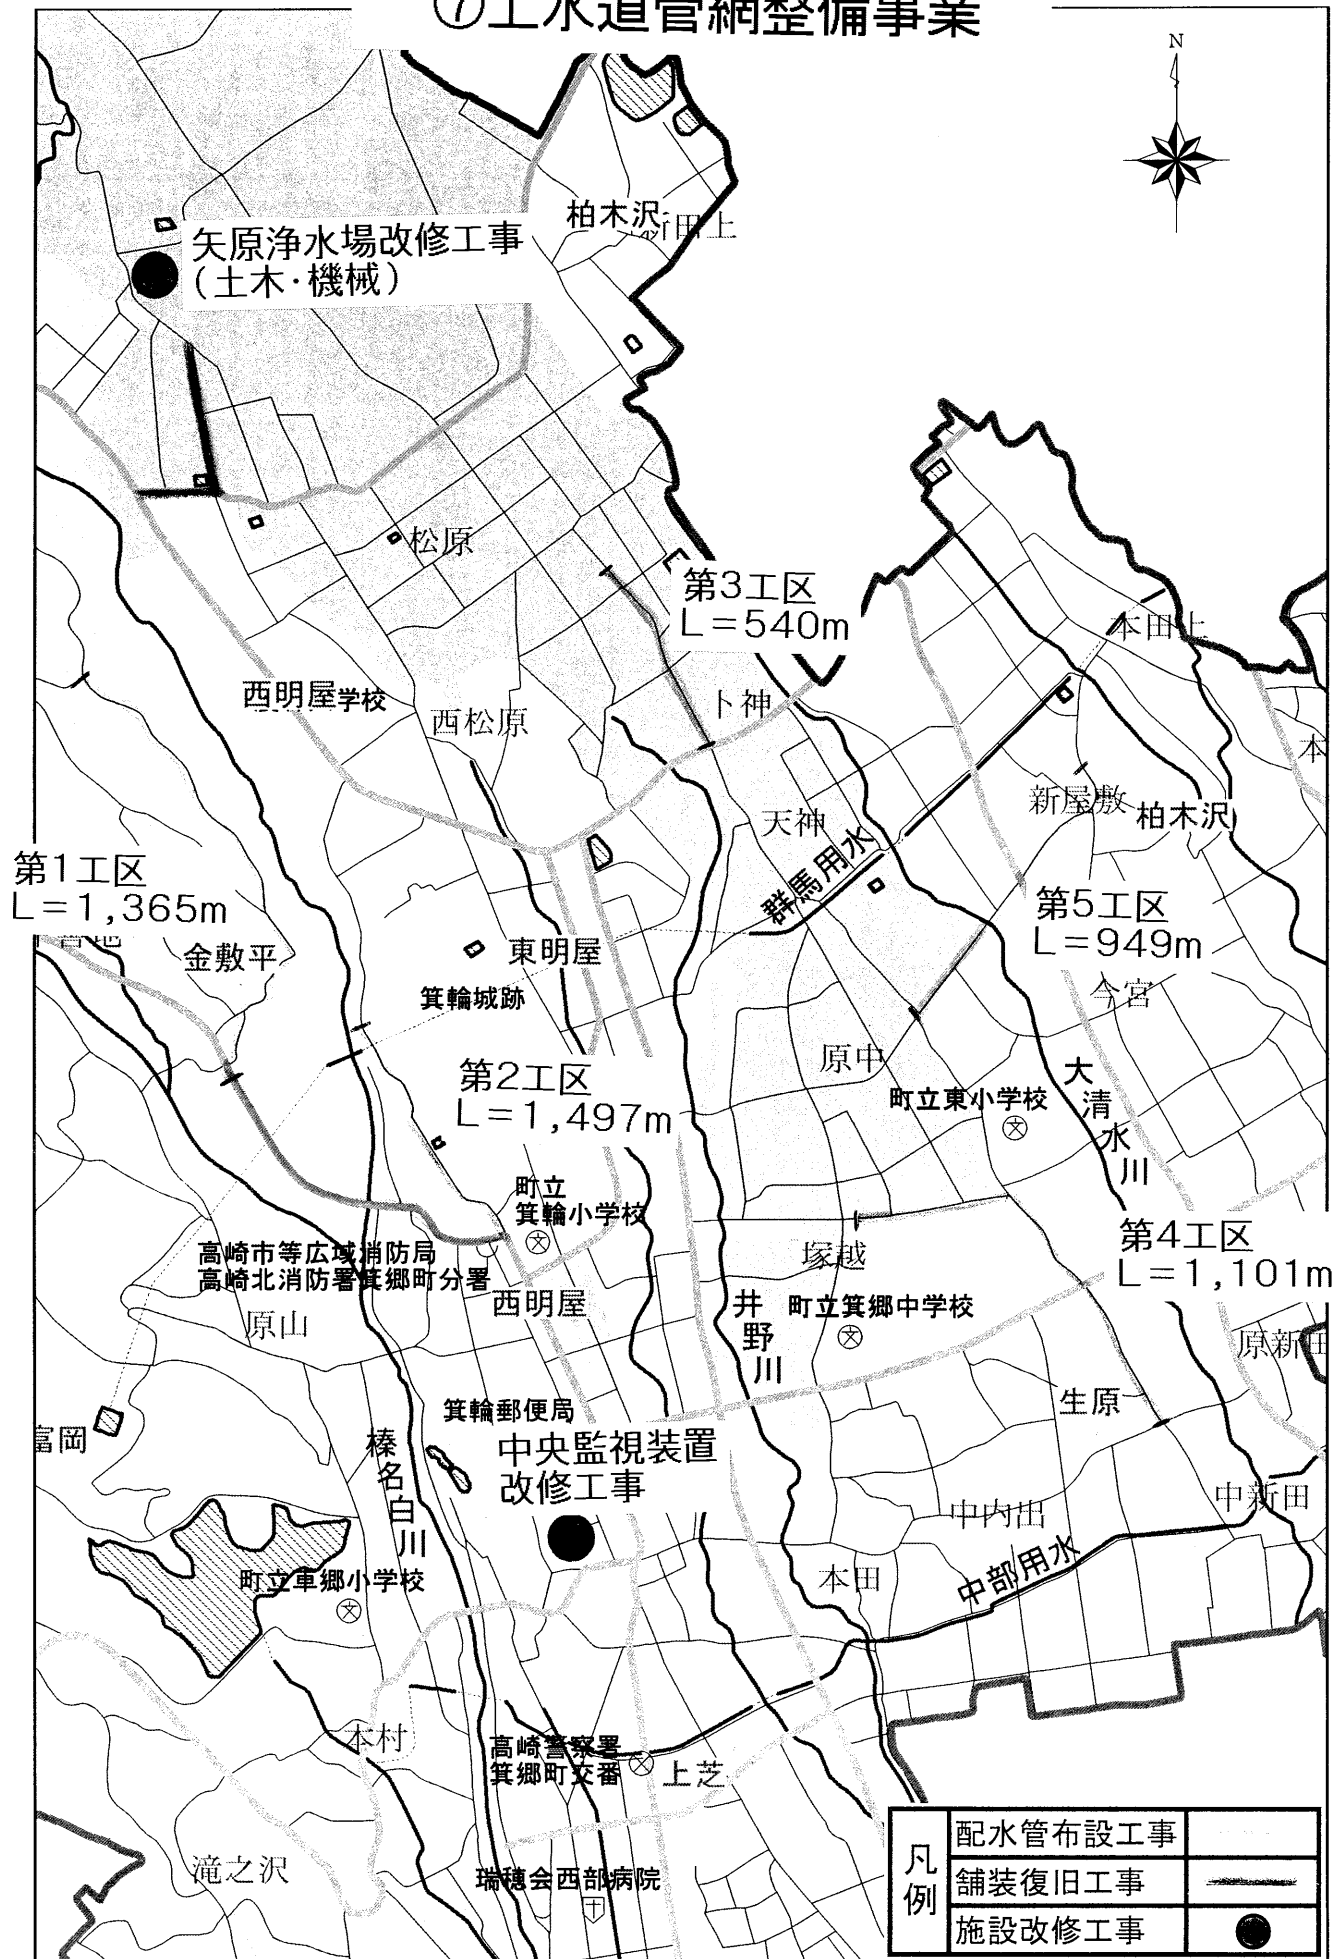 ⑦上水道管網整備事業
N
柏木沢
新田上
矢原浄水場改修工事
(土木・機械)
松原
第3工区
L=540m
本田上
西明屋学校
西松原
卜神
本
天神
新屋敷
柏木沢
群馬用水
第1工区
L=1,365m
金敷平
東明屋
第5工区
L=949m
箕輪城跡
今宮
原中
第2工区
L=1,497m
町立東小学校
大清水川
町立
箕輪小学校
高崎市等広域消防局
高崎北消防署箕郷町分署
塚越
第4工区
L=1,101m
西明屋
原山
井野川
町立箕郷中学校
原新田
生原
箕輪郵便局
富岡
榛名白川
中央監視装置
改修工事
中内出
中新田
町立車郷小学校
本田
中部用水
本村
高崎警察署
箕郷町交番
上芝
滝之沢
瑞穂会西部病院
凡例
配水管布設工事
舗装復旧工事
施設改修工事